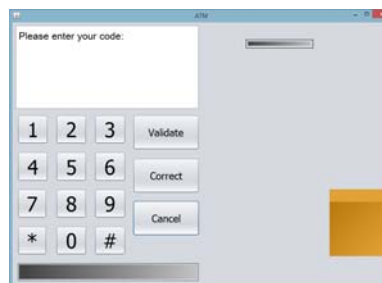 ATM
Please enter your code:
1 2 3 Validate
4 5 6 Correct
7 8 9 Cancel
* 0 #